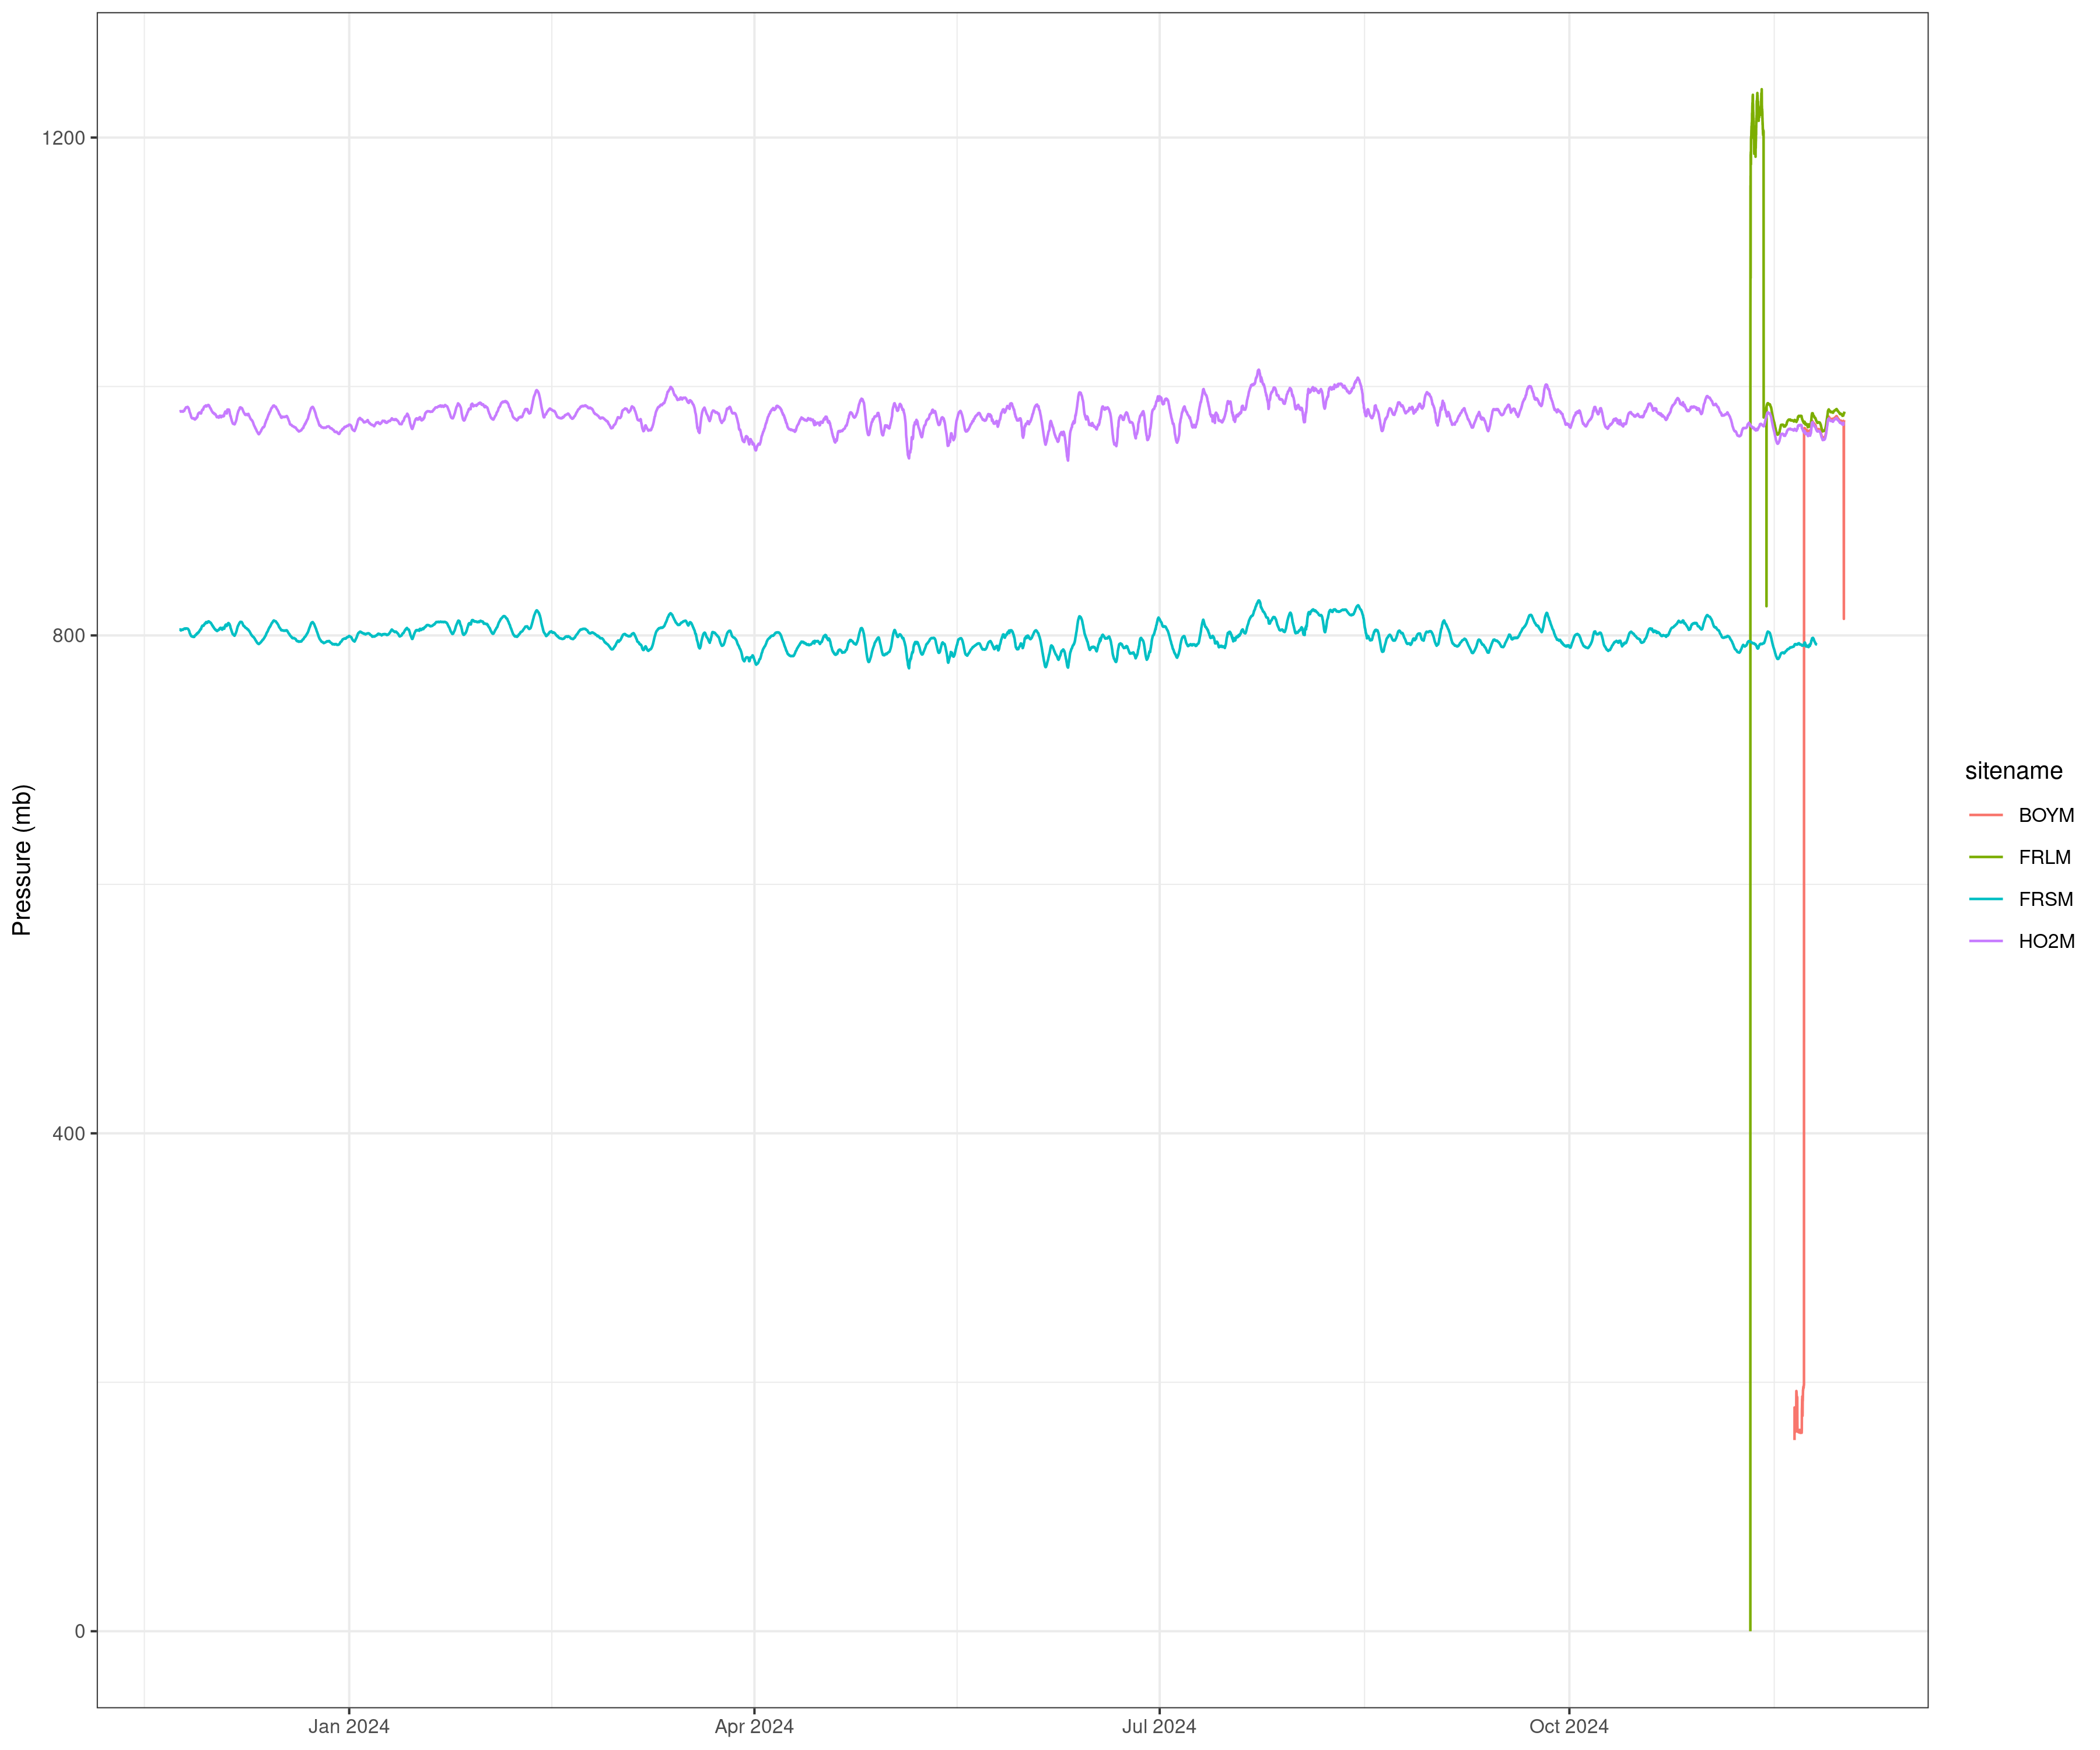 1200
800
400
0
Pressure (mb)
Jan 2024
Apr 2024
Jul 2024
Oct 2024
sitename
BOYM
FRLM
FRSM
HO2M